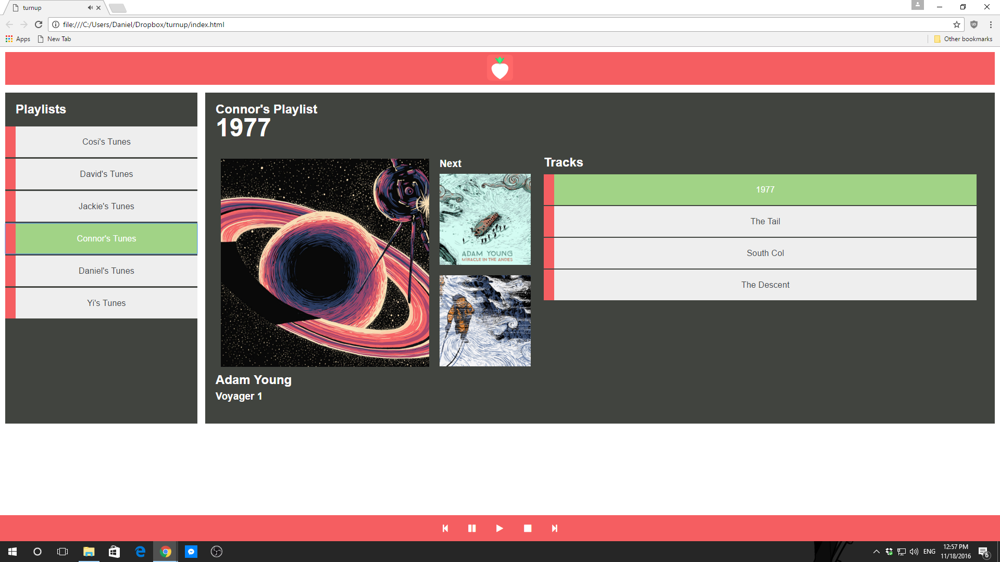 turnup
file:///C:/Users/Daniel/Dropbox/turnup/index.html
Apps
New Tab
Other bookmarks
Playlists
Cosi's Tunes
David's Tunes
Jackie's Tunes
Connor's Tunes
Daniel's Tunes
Yi's Tunes
Connor's Playlist
1977
Next
ADAM YOUNG
MIRACLE IN THE ANDES
Adam Young
Voyager 1
Tracks
1977
The Tail
South Col
The Descent
ENG
12:57 PM
11/18/2016
6